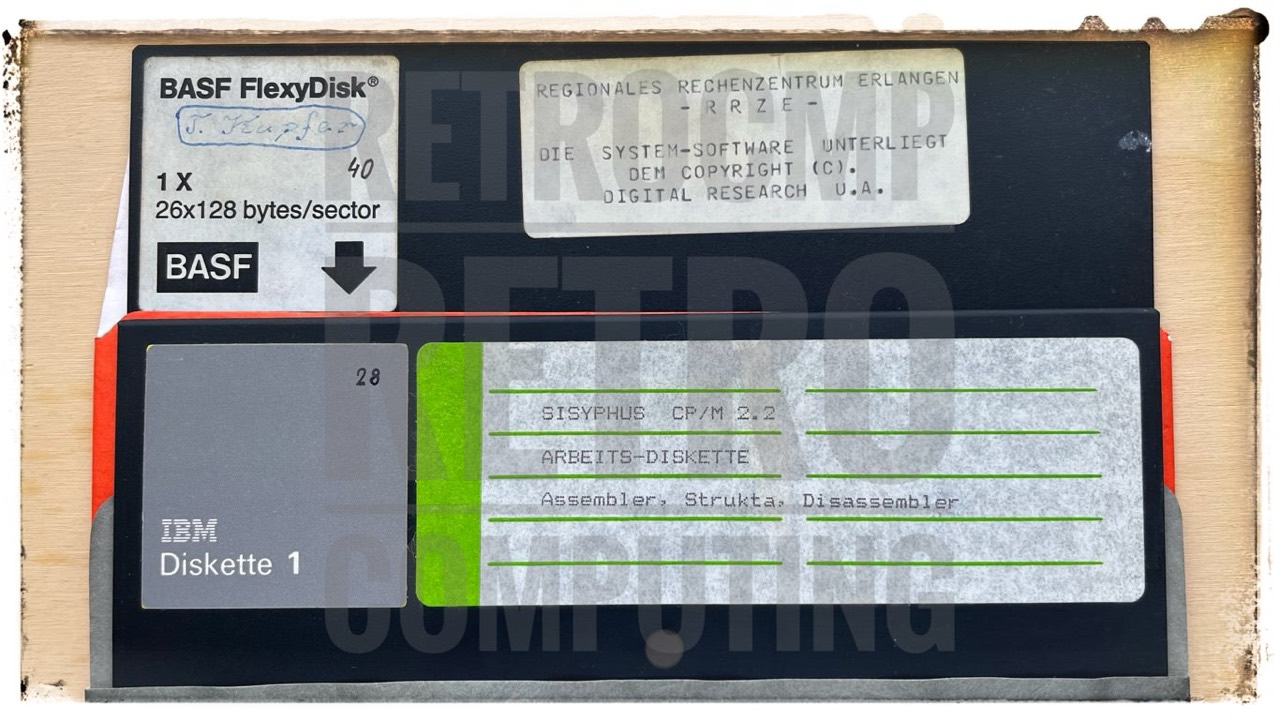 BASF FlexyDisk®
T. Kupfer
40
1 X
26x128 bytes/sector
BASF
REGIONALES RECHENZENTRUM ERLANGEN
- R R Z E -
DIE SYSTEM-SOFTWARE UNTERLIEGT
DEM COPYRIGHT (C).
DIGITAL RESEARCH U.A.
28
IBM
Diskette 1
SISYPHUS CP/M 2.2
ARBEITS-DISKETTE
Assembler, Strukta, Disassembler
RETROCMP
RETRO
COMPUTING